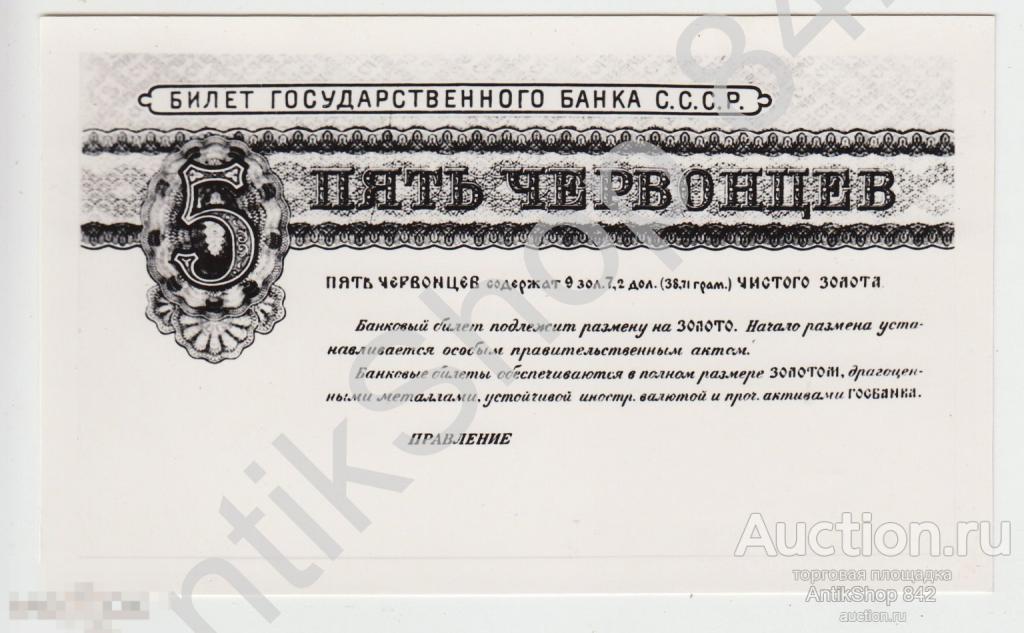 БИЛЕТ ГОСУДАРСТВЕННОГО БАНКА С.С.С.Р.
5
ПЯТЬ ЧЕРВОНЦЕВ
ПЯТЬ ЧЕРВОНЦЕВ содержат 9 зол. 7,2 дол. (38,71 грам.) ЧИСТОГО ЗОЛОТА.
Банковый билет подлежит размену на ЗОЛОТО. Начало размена уста-
навливается особым правительственным актом.
Банковые билеты обеспечиваются в полном размере ЗОЛОТОМ, драгоцен-
ными металлами, устойчивой иностр. валютой и проч. активами ГОСБАНКА.
ПРАВЛЕНИЕ
AntikShop 842
Auction.ru
торговая площадка
AntikShop 842
auction.ru